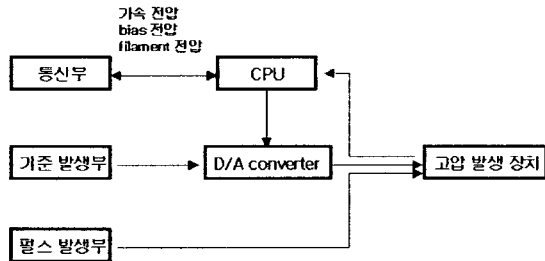 가속 전압
bias 전압
filament 전압
통신부
CPU
기준 발생부
D/A converter
고압 발생 장치
펄스 발생부